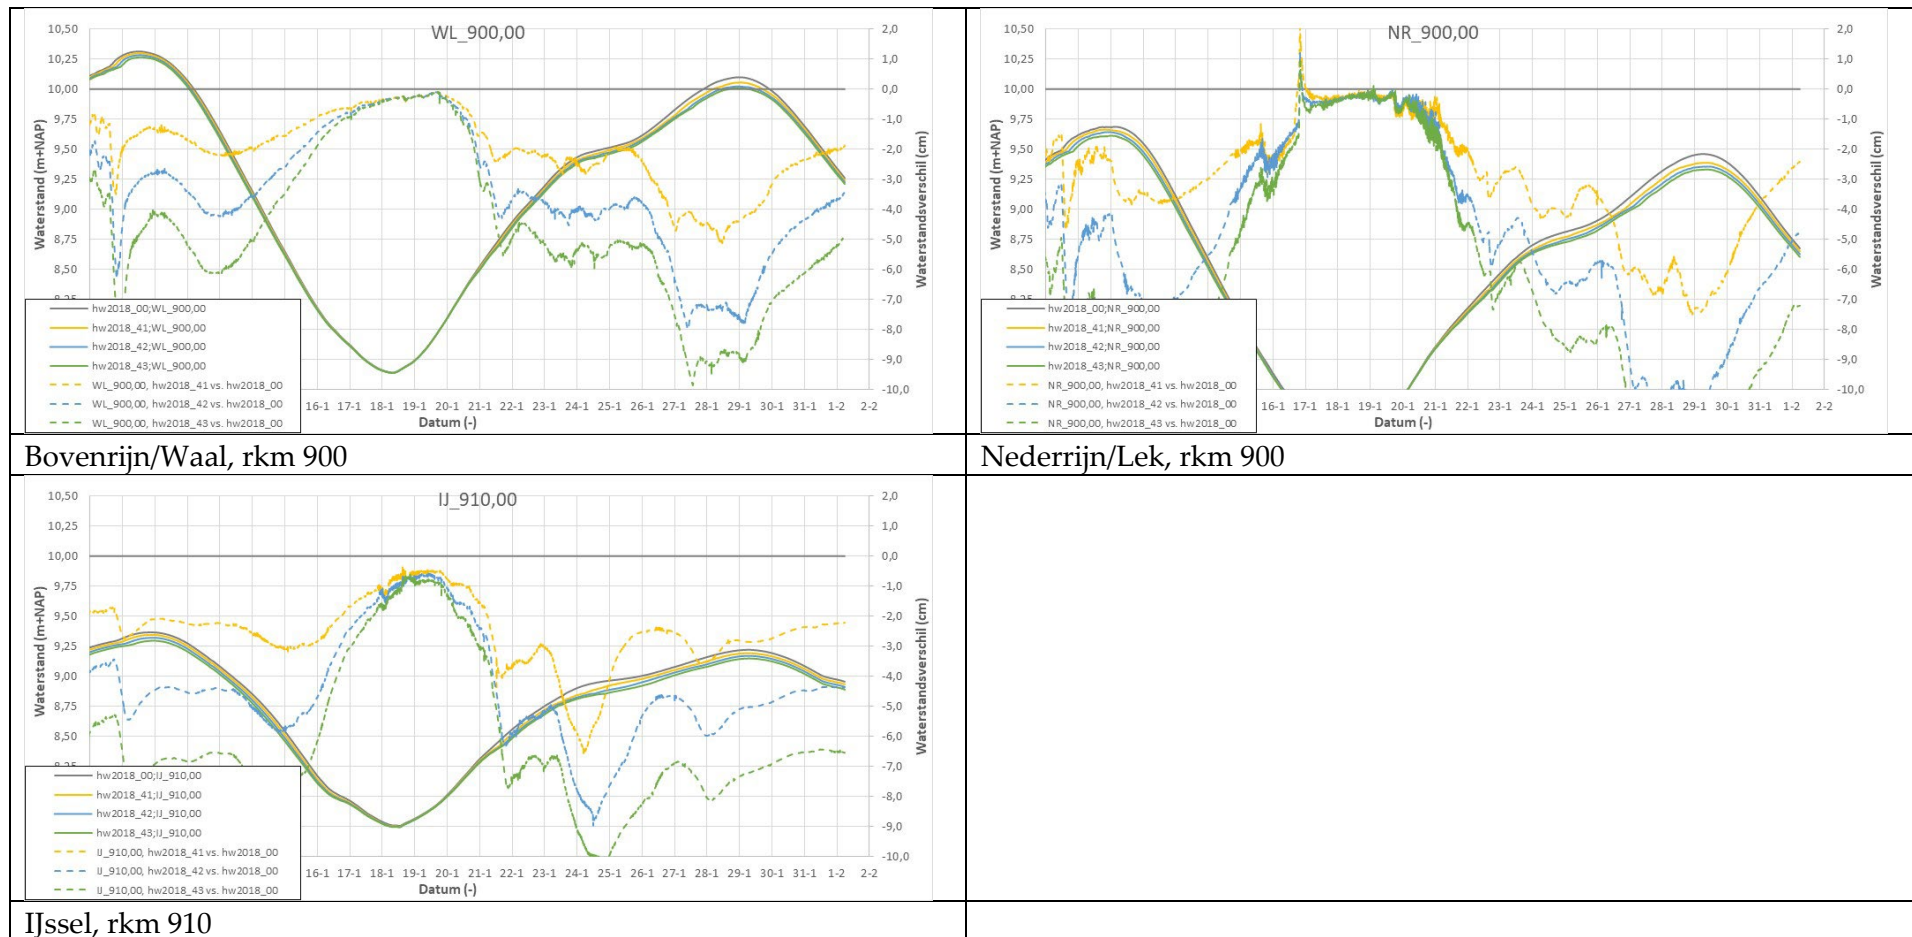 WL_900,00
10,50
10,25
10,00
9,75
9,50
9,25
9,00
8,75
8,50
8,25
Waterstand (m+NAP)
2,0
1,0
0,0
-1,0
-2,0
-3,0
-4,0
-5,0
-6,0
-7,0
-8,0
-9,0
-10,0
Waterstandsverschil (cm)
hw2018_00;WL_900,00
hw2018_41;WL_900,00
hw2018_42;WL_900,00
hw2018_43;WL_900,00
WL_900,00, hw2018_41 vs. hw2018_00
WL_900,00, hw2018_42 vs. hw2018_00
WL_900,00, hw2018_43 vs. hw2018_00
16-1 17-1 18-1 19-1 20-1 21-1 22-1 23-1 24-1 25-1 26-1 27-1 28-1 29-1 30-1 31-1 1-2 2-2
Datum (-)
Bovenrijn/Waal, rkm 900
NR_900,00
10,50
10,25
10,00
9,75
9,50
9,25
9,00
8,75
8,50
8,25
Waterstand (m+NAP)
2,0
1,0
0,0
-1,0
-2,0
-3,0
-4,0
-5,0
-6,0
-7,0
-8,0
-9,0
-10,0
Waterstandsverschil (cm)
hw2018_00;NR_900,00
hw2018_41;NR_900,00
hw2018_42;NR_900,00
hw2018_43;NR_900,00
NR_900,00, hw2018_41 vs. hw2018_00
NR_900,00, hw2018_42 vs. hw2018_00
NR_900,00, hw2018_43 vs. hw2018_00
16-1 17-1 18-1 19-1 20-1 21-1 22-1 23-1 24-1 25-1 26-1 27-1 28-1 29-1 30-1 31-1 1-2 2-2
Datum (-)
Nederrijn/Lek, rkm 900
IJ_910,00
10,50
10,25
10,00
9,75
9,50
9,25
9,00
8,75
8,50
8,25
Waterstand (m+NAP)
2,0
1,0
0,0
-1,0
-2,0
-3,0
-4,0
-5,0
-6,0
-7,0
-8,0
-9,0
-10,0
Waterstandsverschil (cm)
hw2018_00;IJ_910,00
hw2018_41;IJ_910,00
hw2018_42;IJ_910,00
hw2018_43;IJ_910,00
IJ_910,00, hw2018_41 vs. hw2018_00
IJ_910,00, hw2018_42 vs. hw2018_00
IJ_910,00, hw2018_43 vs. hw2018_00
16-1 17-1 18-1 19-1 20-1 21-1 22-1 23-1 24-1 25-1 26-1 27-1 28-1 29-1 30-1 31-1 1-2 2-2
Datum (-)
IJssel, rkm 910